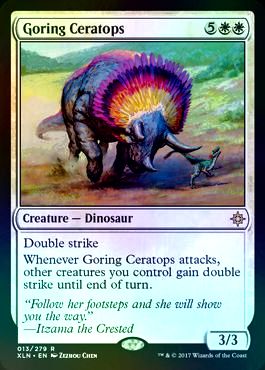 Goring Ceratops 5
Creature — Dinosaur
Double strike
Whenever Goring Ceratops attacks,
other creatures you control gain double
strike until end of turn.
"Follow her footsteps and she will show
you the way."
—Itzama the Crested
3/3
013/279 R
XLN • EN Zezhou Chen
™ & © 2017 Wizards of the Coast